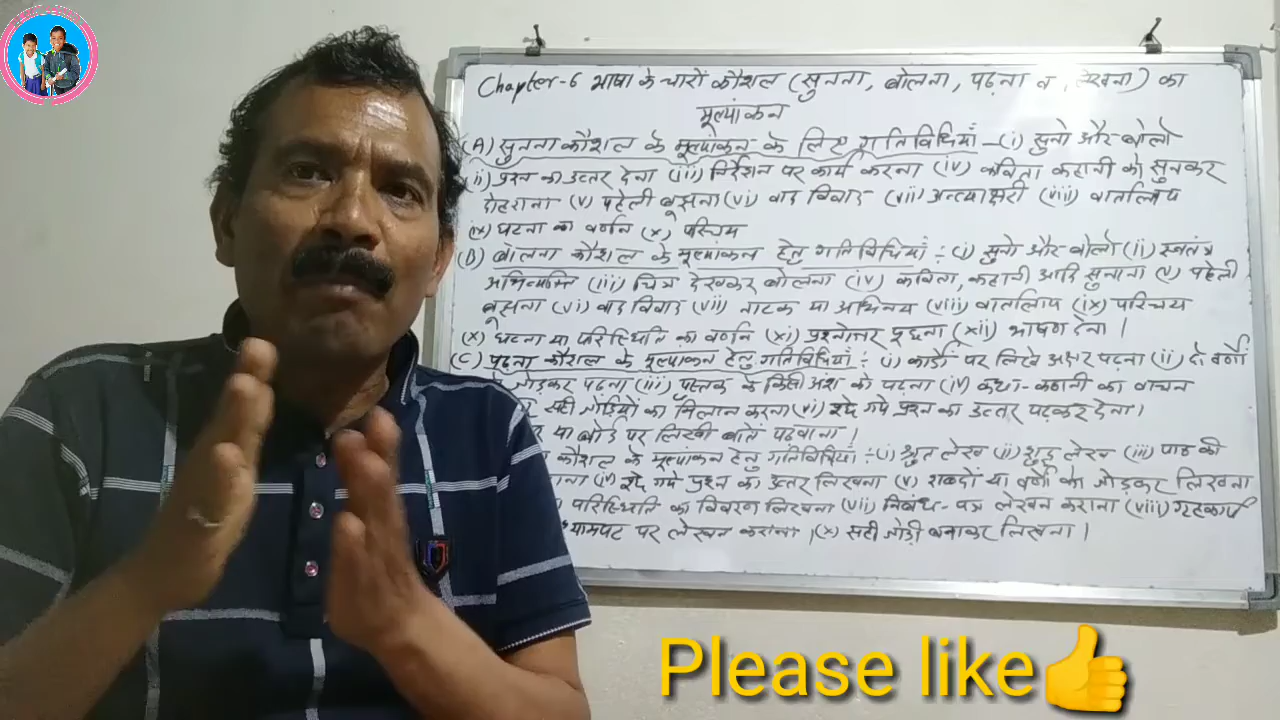 Chapter-6 भाषा के चारों कौशल (सुनना, बोलना, पढ़ना व लेखना) का
मूल्यांकन
(A) सुनना कौशल के मूल्यांकन के लिए गतिविधियाँ - (i) सुनो और बोलो
(ii) प्रश्न का उत्तर देना (iii) निर्देशन पर कार्य करना (iv) कविता कहानी को सुनकर
दोहराना (v) पहेली बूझना (vi) वाद विवाद (vii) अन्त्याक्षरी (viii) वार्तालाप
(ix) घटना का वर्णन (x) परिचय
(B) बोलना कौशल के मूल्यांकन हेतु गतिविधियाँ :- (i) सुनो और बोलो (ii) स्वतंत्र
अभिव्यक्ति (iii) चित्र देखकर बोलना (iv) कविता, कहानी आदि सुनाना (v) पहेली
बूझना (vi) वाद विवाद (vii) नाटक या अभिनय (viii) वार्तालाप (ix) परिचय
(x) घटना या परिस्थिति का वर्णन (xi) प्रश्नोत्तर पूछना (xii) भाषण देना।
(C) पढ़ना कौशल के मूल्यांकन हेतु गतिविधियाँ :- (i) कार्डों पर लिखे अक्षर पढ़ना (ii) दो वर्णों
जोड़कर पढ़ना (iii) पुस्तक के किसी अंश को पढ़ना (iv) कथा-कहानी का वाचन
सही जोड़ियों का मिलान करना (vi) दिये गये प्रश्न का उत्तर पढ़कर देना।
या बोर्ड पर लिखी बातें पढ़वाना।
कौशल के मूल्यांकन हेतु गतिविधियाँ :- (i) श्रुत लेख (ii) शुद्ध लेख (iii) पाठ की
(iv) दिये गये प्रश्न का उत्तर लिखना (v) शब्दों या वर्णों को जोड़कर लिखना
परिस्थिति का विवरण लिखना (vii) निबंध-पत्र लेखन कराना (viii) गृहकार्य
श्यामपट पर लेखन कराना। (x) सही जोड़ी बनाकर लिखना।
Please like